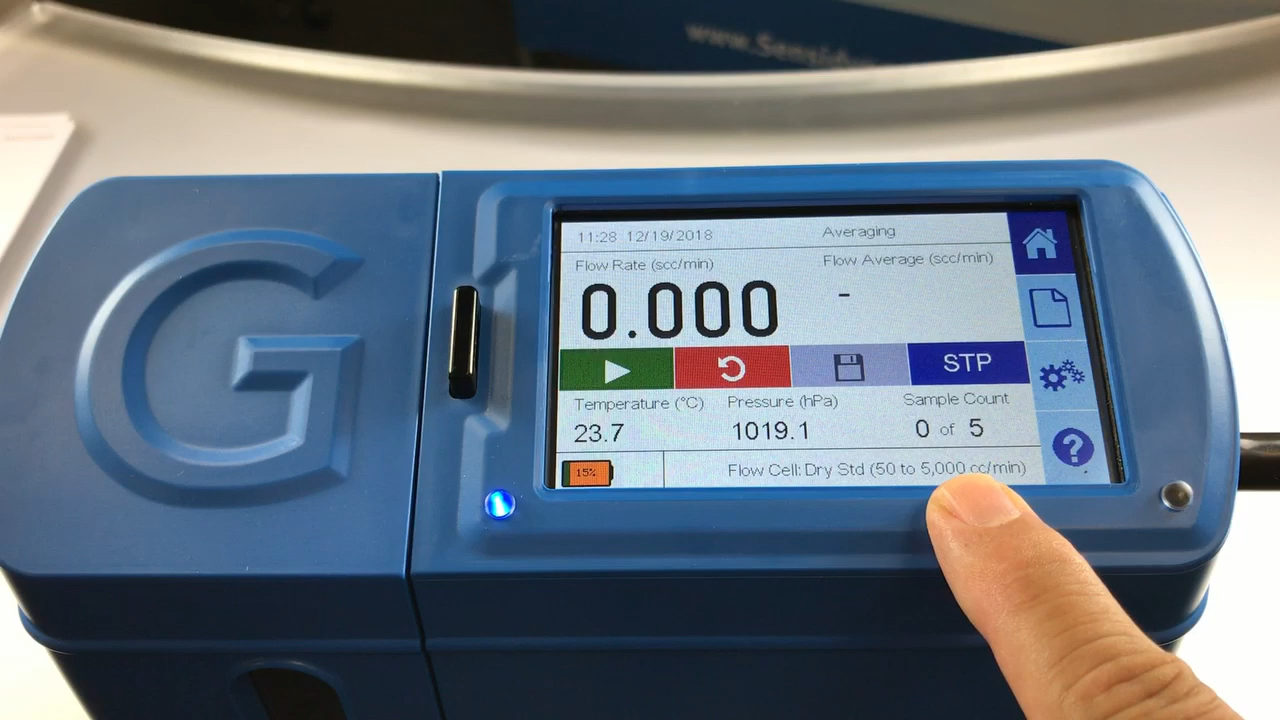 www.Sensidyne
G
11:28 12/19/2018 Averaging
Flow Rate (scc/min) Flow Average (scc/min)
0.000 -
STP
Temperature (°C) Pressure (hPa) Sample Count
23.7 1019.1 0 of 5
15% Flow Cell: Dry Std (50 to 5,000 cc/min)